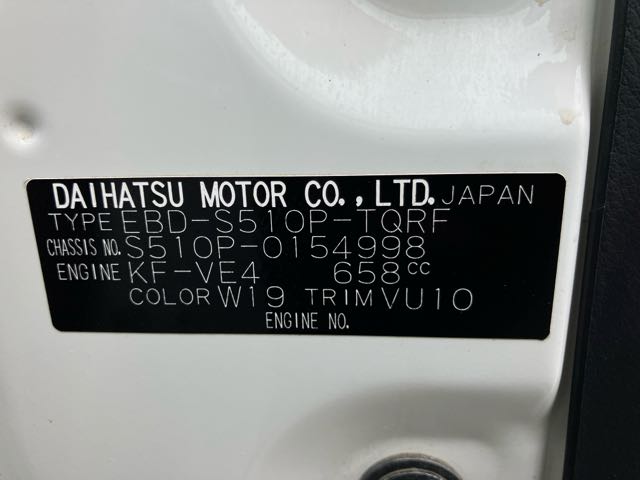 DAIHATSU MOTOR CO.,LTD. JAPAN
TYPE EBD-S510P-TQRF
CHASSIS NO. S510P-0154998
ENGINE KF-VE4 658cc
COLOR W19 TRIM VU10
ENGINE NO.